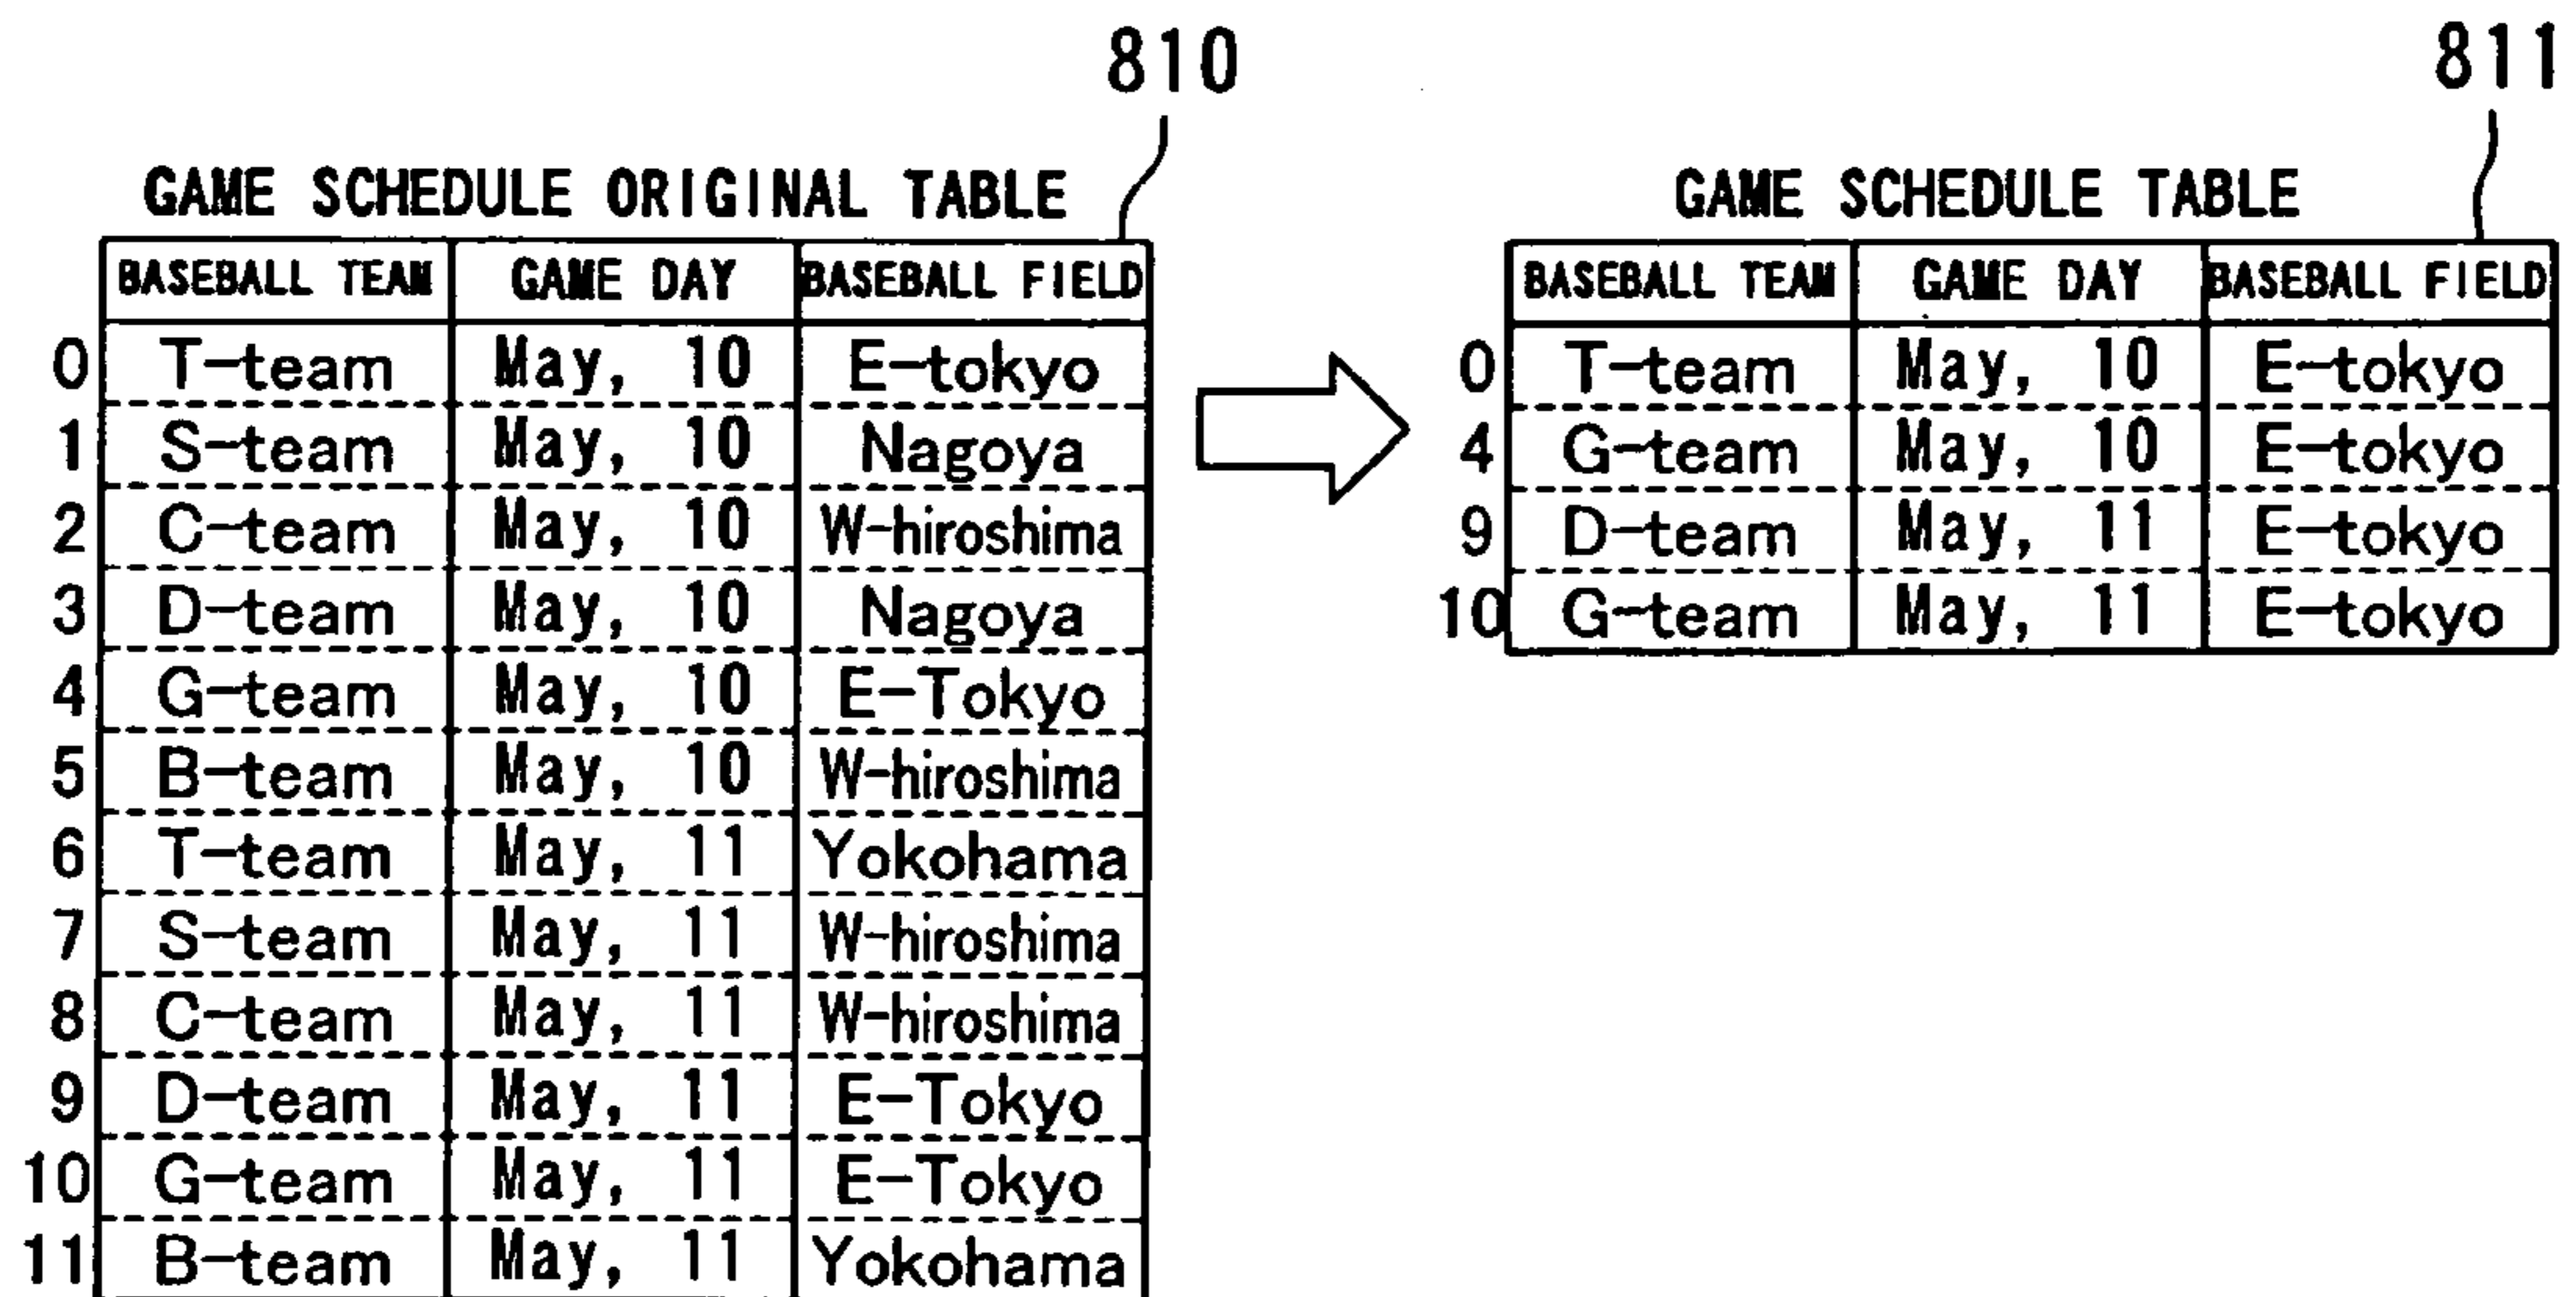 810
GAME SCHEDULE ORIGINAL TABLE
BASEBALL TEAM GAME DAY BASEBALL FIELD
0 T-team May, 10 E-tokyo
1 S-team May, 10 Nagoya
2 C-team May, 10 W-hiroshima
3 D-team May, 10 Nagoya
4 G-team May, 10 E-Tokyo
5 B-team May, 10 W-hiroshima
6 T-team May, 11 Yokohama
7 S-team May, 11 W-hiroshima
8 C-team May, 11 W-hiroshima
9 D-team May, 11 E-Tokyo
10 G-team May, 11 E-Tokyo
11 B-team May, 11 Yokohama
811
GAME SCHEDULE TABLE
BASEBALL TEAM GAME DAY BASEBALL FIELD
0 T-team May, 10 E-tokyo
4 G-team May, 10 E-tokyo
9 D-team May, 11 E-tokyo
10 G-team May, 11 E-tokyo